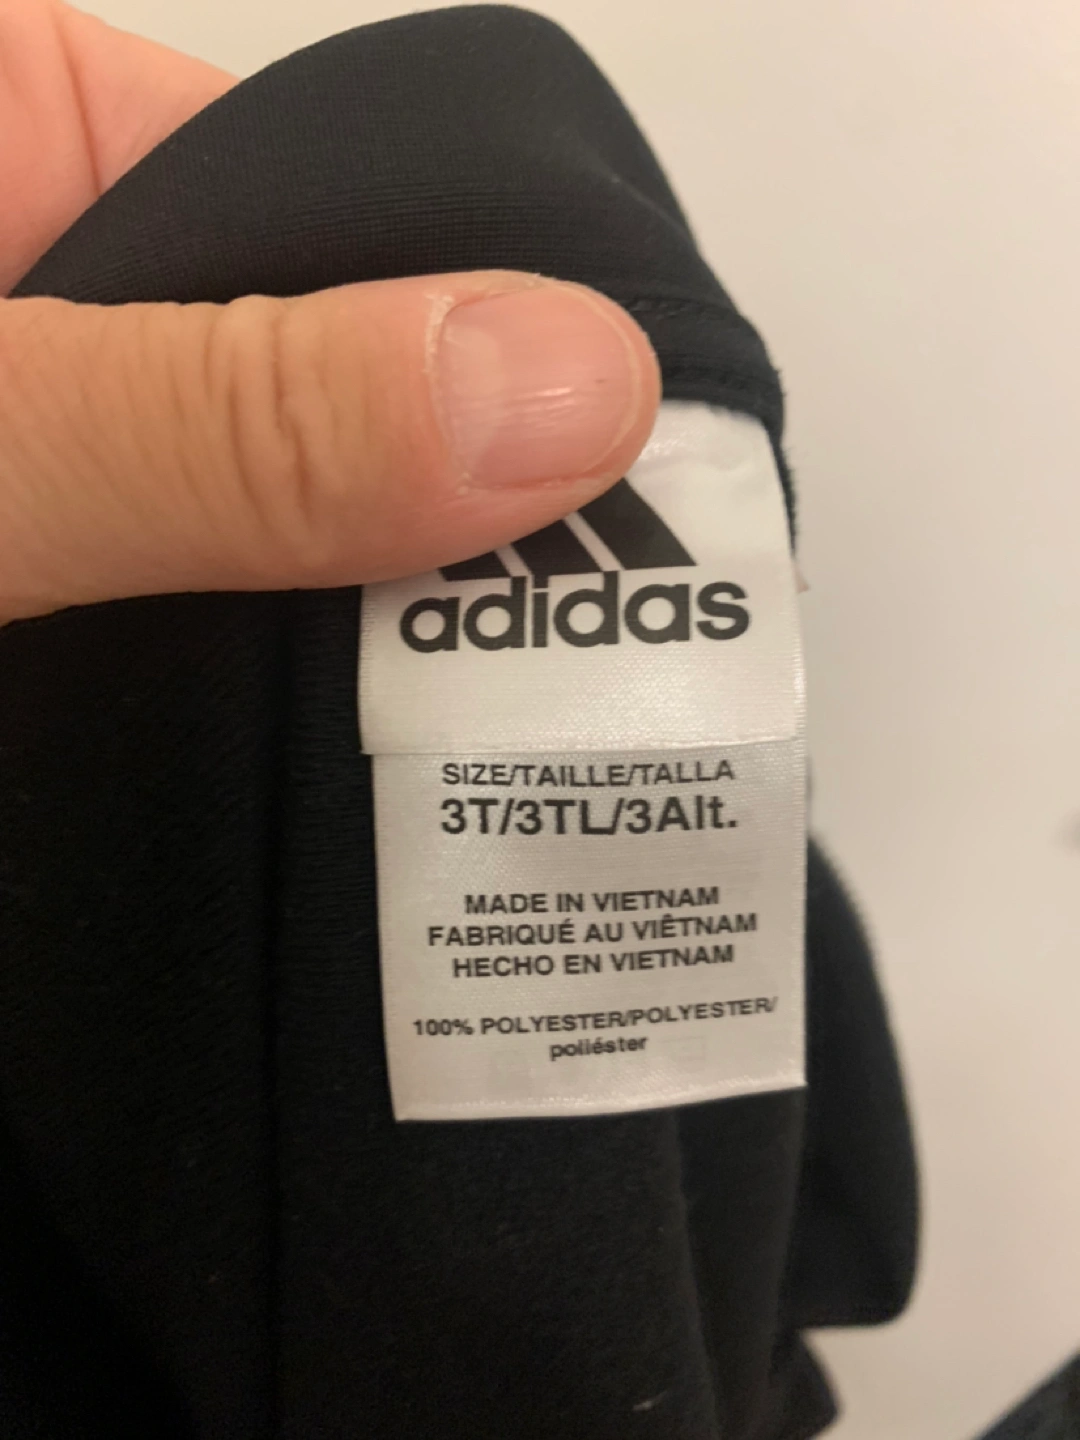 adidas
SIZE/TAILLE/TALLA
3T/3TL/3Alt.
MADE IN VIETNAM
FABRIQUÉ AU VIÊTNAM
HECHO EN VIETNAM
100% POLYESTER/POLYESTER/
poliéster